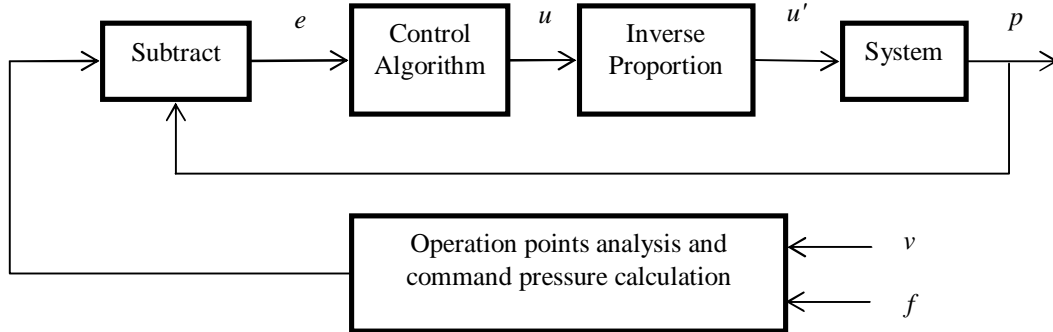 e
u
u'
p
Subtract
Control
Algorithm
Inverse
Proportion
System
Operation points analysis and
command pressure calculation
v
f